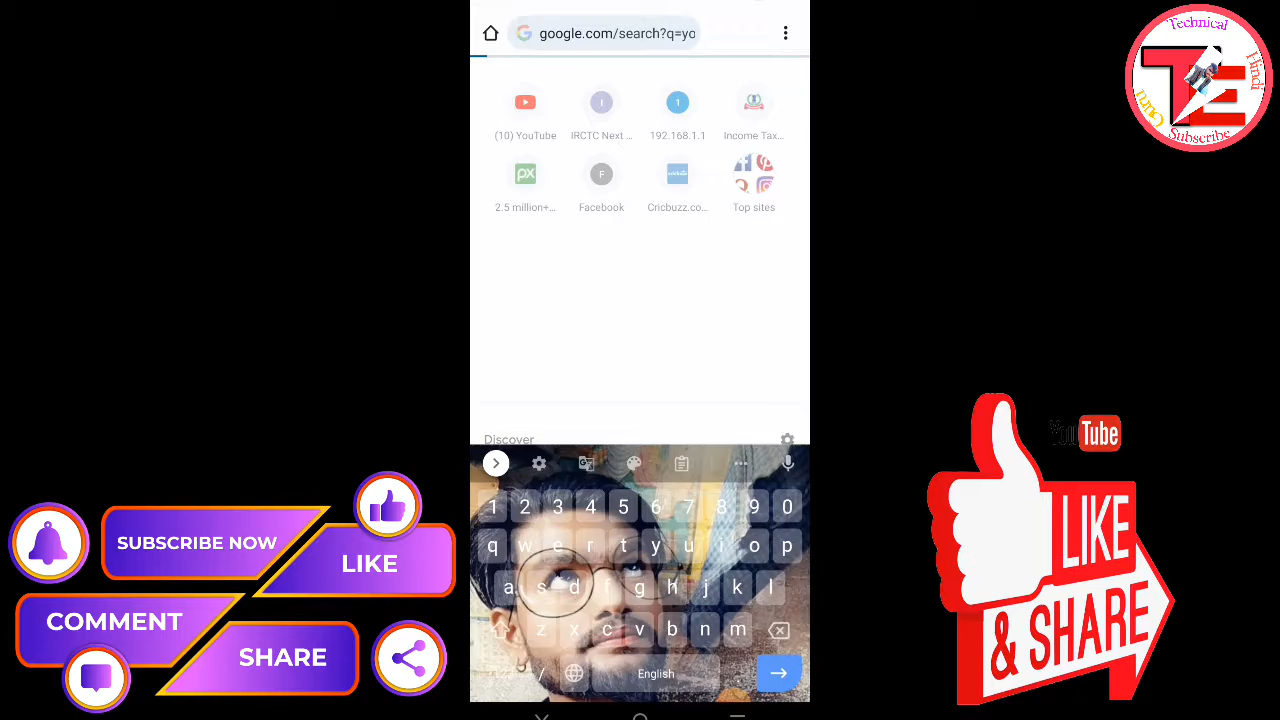 google.com/search?q=yo
(10) YouTube
IRCTC Next ...
1
192.168.1.1
Income Tax...
2.5 million+...
F
Facebook
Cricbuzz.co...
Top sites
Discover
1 2 3 4 5 6 7 8 9 0
q w e r t y u i o p
a s d f g h j k l
z x c v b n m
/ English
SUBSCRIBE NOW
LIKE
COMMENT
SHARE
Technical
Hindi
Guru
TE
Subscribe
YouTube
LIKE
& SHARE